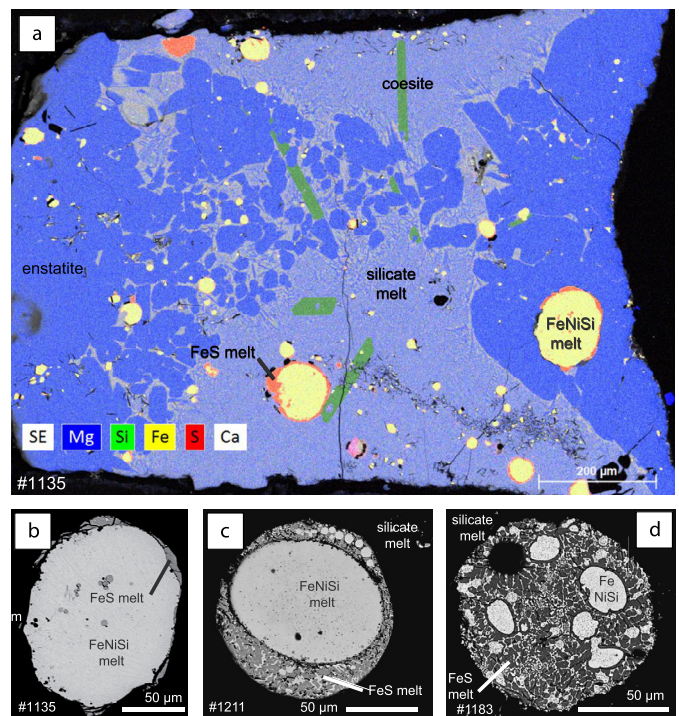 a
coesite
enstatite
silicate
melt
FeNiSi
melt
FeS melt
SE Mg Si Fe S Ca
200 µm
#1135
b
FeS melt
FeNiSi
melt
m
#1135
50 µm
c
silicate
melt
FeNiSi
melt
FeS melt
#1211
50 µm
silicate
melt
d
Fe
NiSi
FeS
melt
#1183
50 µm